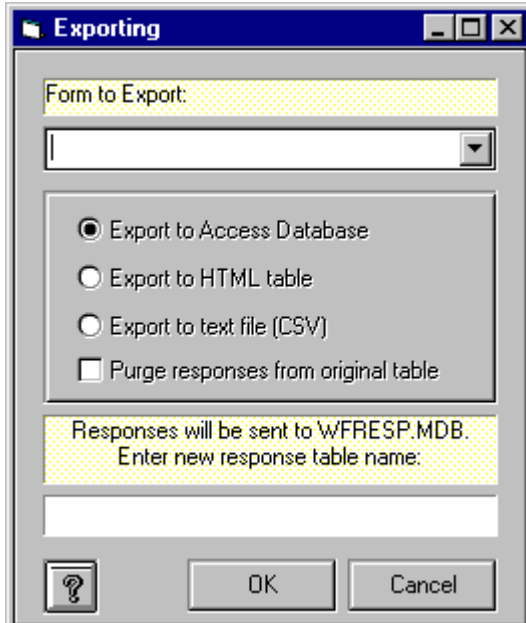 Exporting
Form to Export:
Export to Access Database
Export to HTML table
Export to text file (CSV)
Purge responses from original table
Responses will be sent to WFRESP.MDB.
Enter new response table name:
?
OK
Cancel